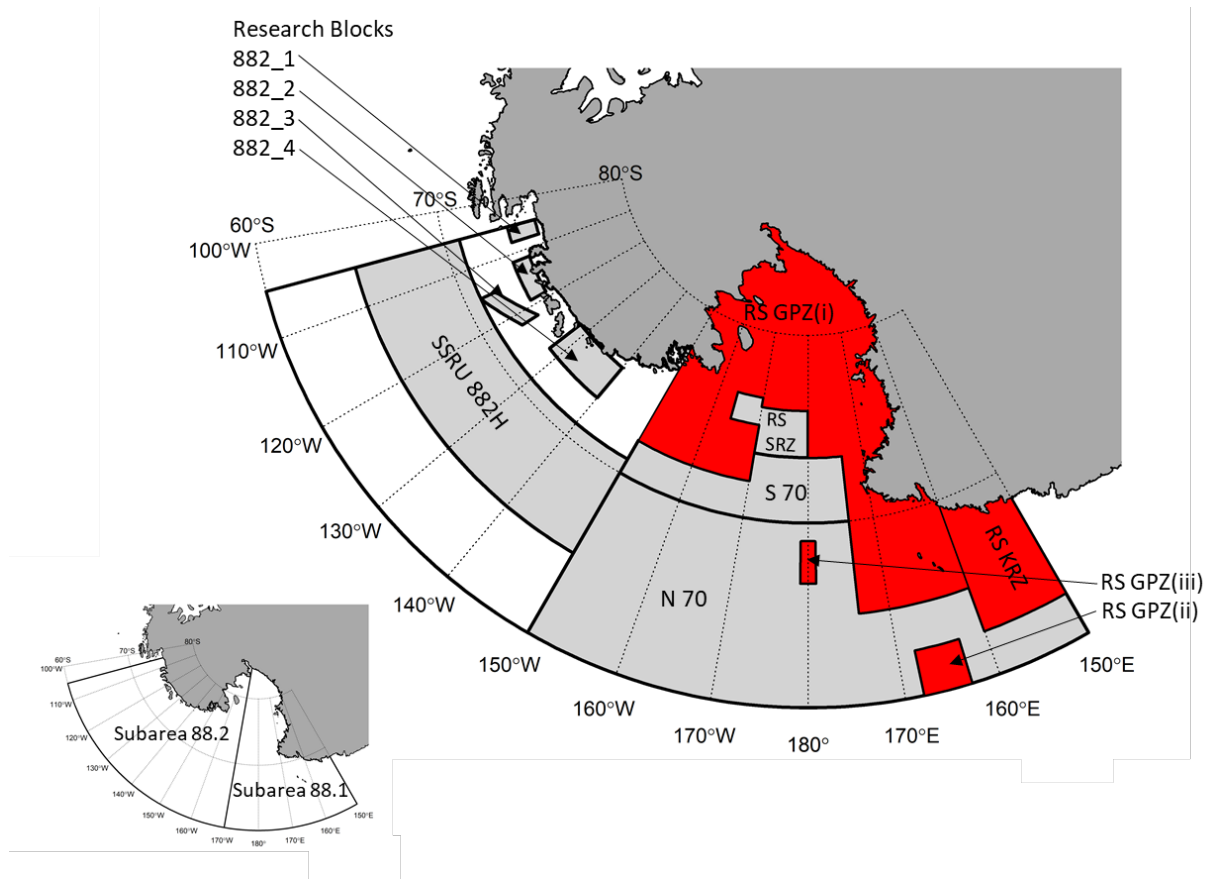 Research Blocks
882_1
882_2
882_3
882_4
80°S
70°S
60°S
100°W
110°W
120°W
130°W
140°W
150°W
160°W
170°W
180°
170°E
160°E
150°E
SSRU 882H
RS GPZ(i)
RS
SRZ
S 70
N 70
RS KRZ
RS GPZ(iii)
RS GPZ(ii)
80°S
70°S
60°S
100°W
110°W
120°W
130°W
140°W
150°W
160°W
170°W
180°
170°E
160°E
150°E
Subarea 88.2
Subarea 88.1